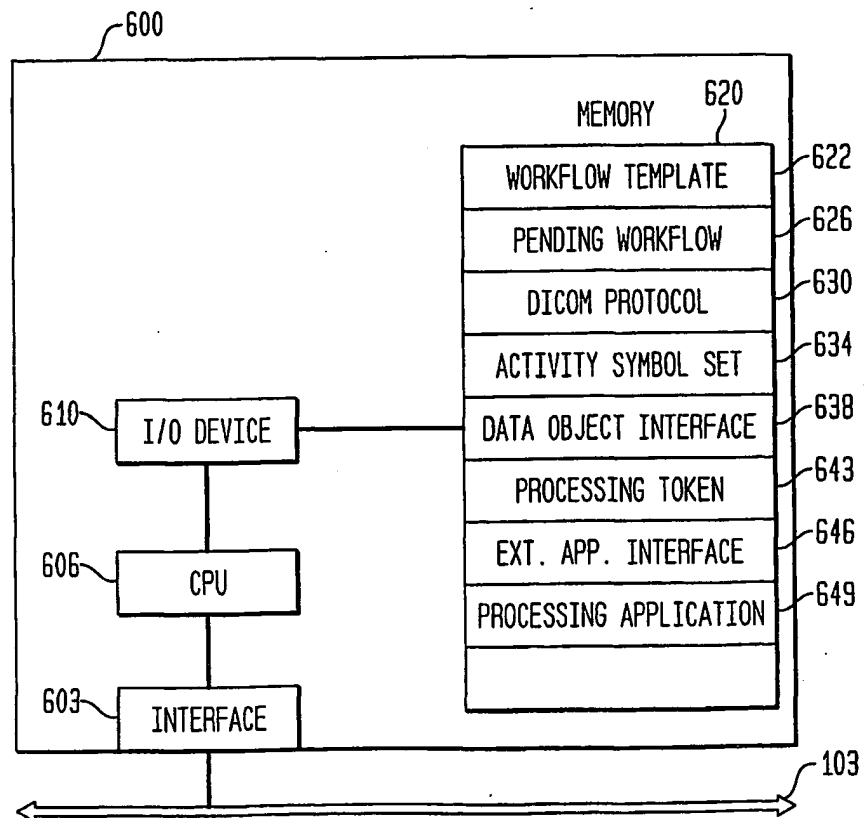 600
620
MEMORY
WORKFLOW TEMPLATE
622
PENDING WORKFLOW
626
DICOM PROTOCOL
630
ACTIVITY SYMBOL SET
634
610
I/O DEVICE
DATA OBJECT INTERFACE
638
PROCESSING TOKEN
643
606
CPU
EXT. APP. INTERFACE
646
PROCESSING APPLICATION
649
603
INTERFACE
103